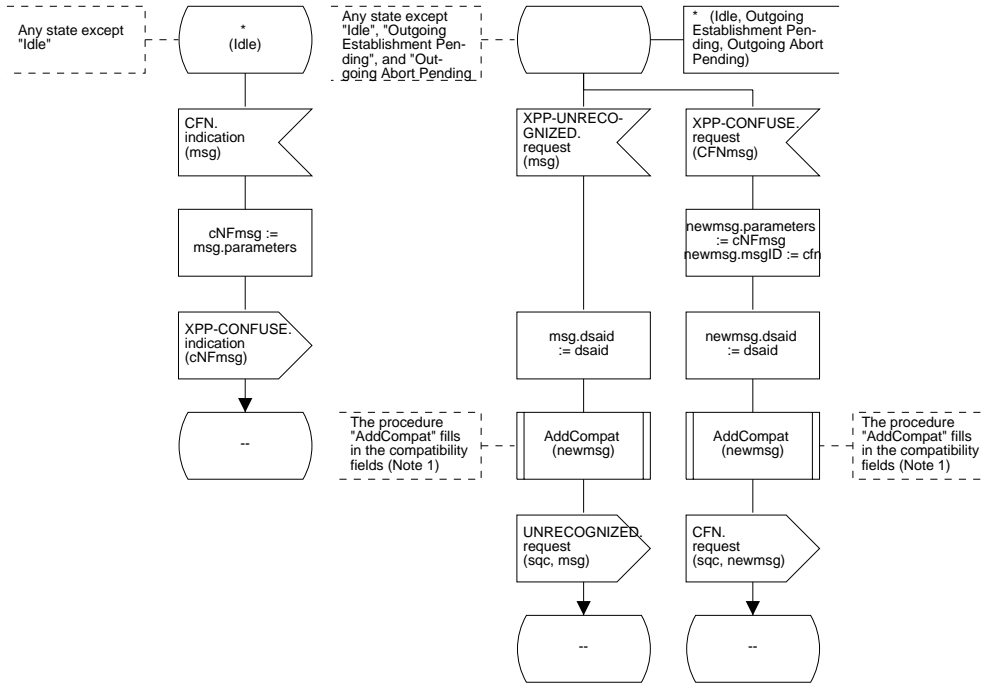 Any state except
"Idle"
*
(Idle)
CFN.
indication
(msg)
cNFmsg :=
msg.parameters
XPP-CONFUSE.
indication
(cNFmsg)
--
Any state except
"Idle", "Outgoing
Establishment Pen-
ding", and "Out-
going Abort Pending
* (Idle, Outgoing
Establishment Pen-
ding, Outgoing Abort
Pending)
XPP-UNRECO-
GNIZED.
request
(msg)
msg.dsaid
:= dsaid
The procedure
"AddCompat" fills
in the compatibility
fields (Note 1)
AddCompat
(newmsg)
UNRECOGNIZED.
request
(sqc, msg)
--
XPP-CONFUSE.
request
(CFNmsg)
newmsg.parameters
:= cNFmsg
newmsg.msgID := cfn
newmsg.dsaid
:= dsaid
AddCompat
(newmsg)
The procedure
"AddCompat" fills
in the compatibility
fields (Note 1)
CFN.
request
(sqc, newmsg)
--